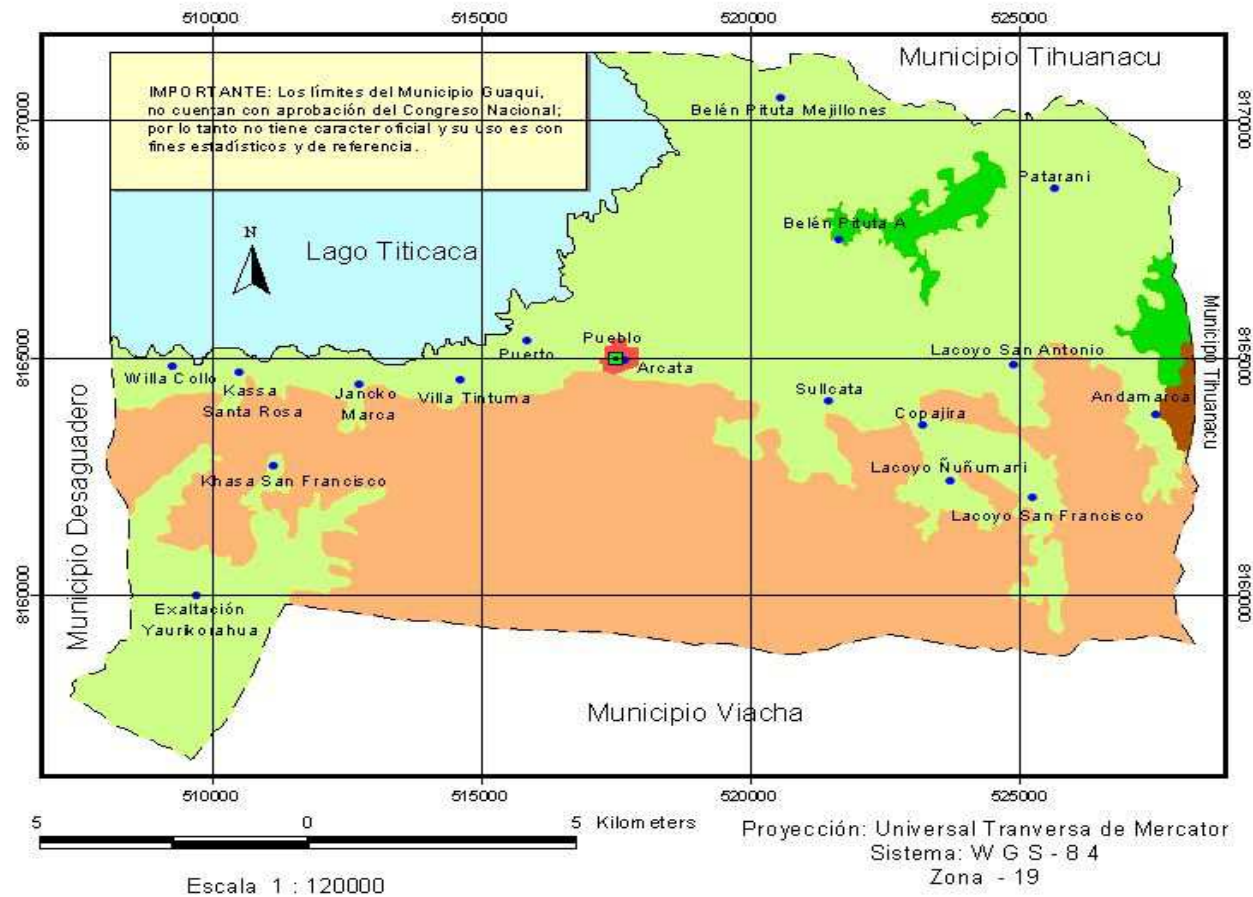 510000 515000 520000 525000
Municipio Tihuanacu
IMPORTANTE: Los límites del Municipio Guaqui,
no cuentan con aprobación del Congreso Nacional;
por lo tanto no tiene caracter oficial y su uso es con
fines estadísticos y de referencia.
Belén Pituta Mejillones
8170000
8170000
Patarani
Belén Pituta A
N
Lago Titicaca
Municipio Tihuanacu
Pueblo
Puerto
Arcata
Lacoyo San Antonio
8165000
8165000
Willa Collo
Kassa
Santa Rosa
Jancko
Marca
Villa Tintuma
Sullcata
Andamarca
Copajira
Khasa San Francisco
Lacoyo Ñuñumari
Lacoyo San Francisco
Municipio Desaguadero
8160000
8160000
Exaltación
Yaurikorahua
Municipio Viacha
510000 515000 520000 525000
5 0 5 Kilometers
Escala 1 : 120000
Proyección: Universal Tranversa de Mercator
Sistema: W G S - 8 4
Zona - 19